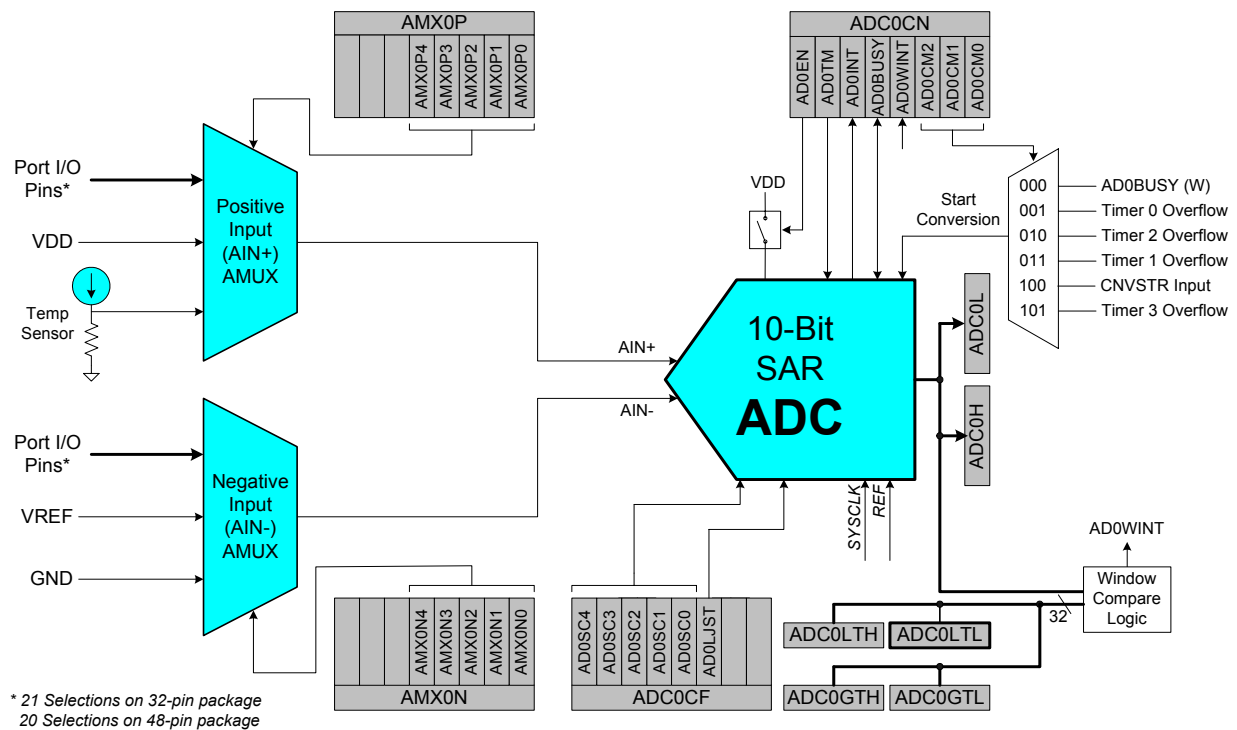 AMX0P
AMX0P4
AMX0P3
AMX0P2
AMX0P1
AMX0P0
ADC0CN
AD0EN
AD0TM
AD0INT
AD0BUSY
AD0WINT
AD0CM2
AD0CM1
AD0CM0
Port I/O
Pins*
VDD
Temp
Sensor
Positive
Input
(AIN+)
AMUX
VDD
Start
Conversion
000
AD0BUSY (W)
001
Timer 0 Overflow
010
Timer 2 Overflow
011
Timer 1 Overflow
100
CNVSTR Input
101
Timer 3 Overflow
AIN+
AIN-
10-Bit
SAR
ADC
ADC0L
ADC0H
Port I/O
Pins*
VREF
GND
Negative
Input
(AIN-)
AMUX
SYSCLK
REF
AD0WINT
Window
Compare
Logic
32
AMX0N4
AMX0N3
AMX0N2
AMX0N1
AMX0N0
AMX0N
AD0SC4
AD0SC3
AD0SC2
AD0SC1
AD0SC0
AD0LJST
ADC0CF
ADC0LTH
ADC0LTL
ADC0GTH
ADC0GTL
* 21 Selections on 32-pin package
20 Selections on 48-pin package